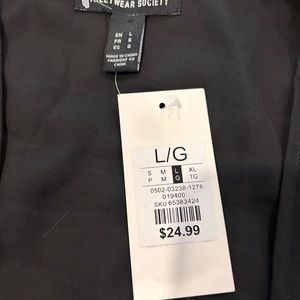 STREETWEAR SOCIETY
EN L
FR G
ES G
MADE IN CHINA
FABRIQUÉ EN
CHINE
L/G
S M L XL
P M G TG
0502-03238-1276
019400
SKU 65383424
$24.99